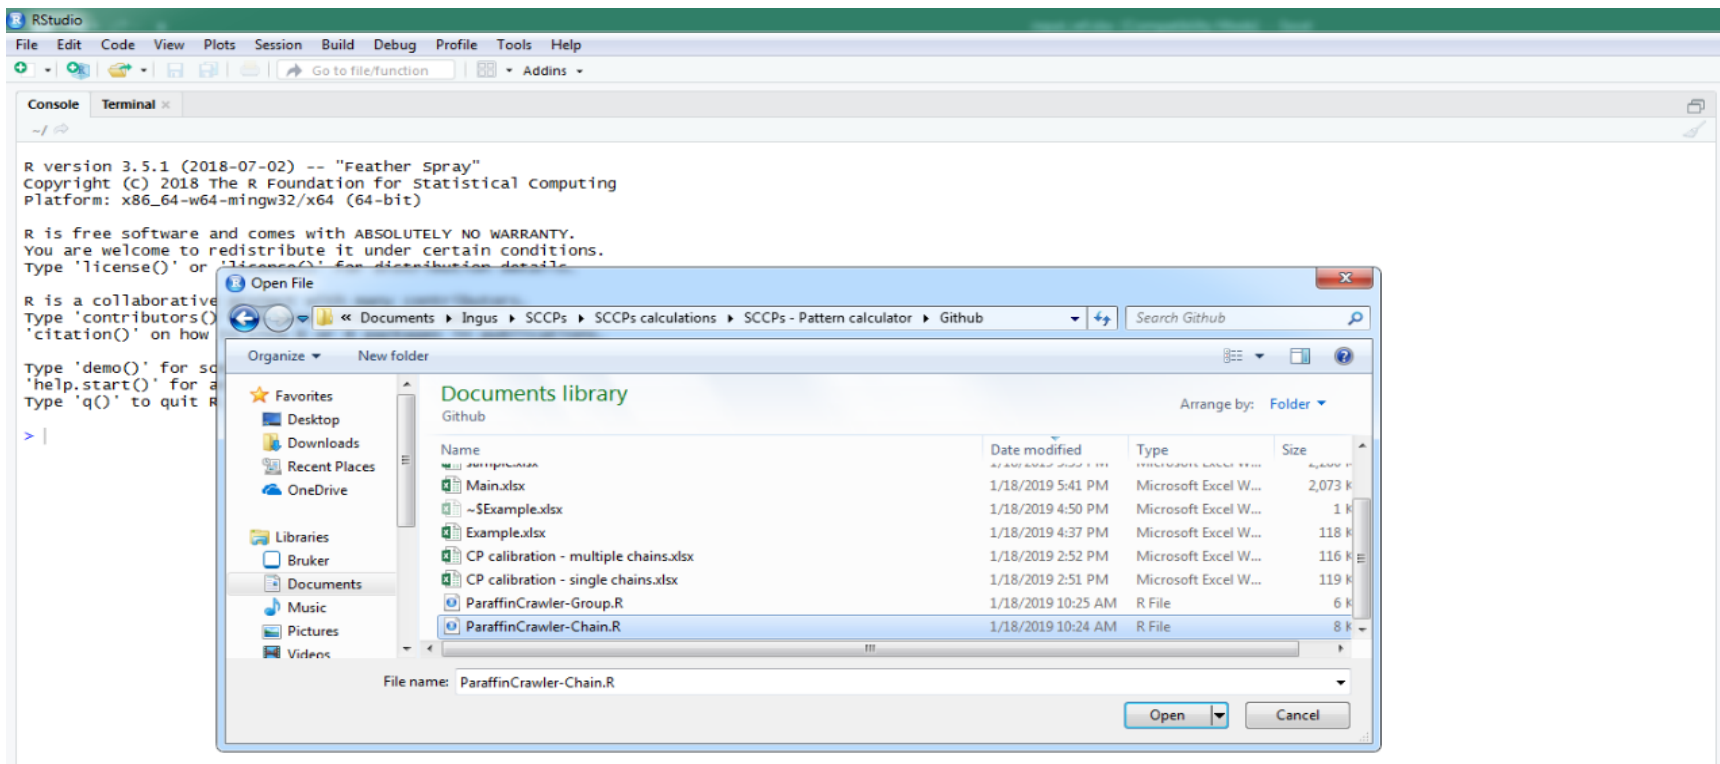 RStudio
File Edit Code View Plots Session Build Debug Profile Tools Help
Go to file/function Addins
Console Terminal
~/
R version 3.5.1 (2018-07-02) -- "Feather Spray"
Copyright (C) 2018 The R Foundation for Statistical Computing
Platform: x86_64-w64-mingw32/x64 (64-bit)
R is free software and comes with ABSOLUTELY NO WARRANTY.
You are welcome to redistribute it under certain conditions.
Type 'license()' or 'licence()' for distribution details.
R is a collaborative
Type 'contributors()
'citation()' on how
Type 'demo()' for so
'help.start()' for a
Type 'q()' to quit R
>
Open File
« Documents Ingus SCCPs SCCPs calculations SCCPs - Pattern calculator Github Search Github
Organize New folder
Documents library
Github
Arrange by: Folder
Favorites
Desktop
Downloads
Recent Places
OneDrive
Libraries
Bruker
Documents
Music
Pictures
Videos
Name Date modified Type Size
Main.xlsx 1/18/2019 5:41 PM Microsoft Excel W... 2,073 K
~$Example.xlsx 1/18/2019 4:50 PM Microsoft Excel W... 1 K
Example.xlsx 1/18/2019 4:37 PM Microsoft Excel W... 118 K
CP calibration - multiple chains.xlsx 1/18/2019 2:52 PM Microsoft Excel W... 116 K
CP calibration - single chains.xlsx 1/18/2019 2:51 PM Microsoft Excel W... 119 K
ParaffinCrawler-Group.R 1/18/2019 10:25 AM R File 6 K
ParaffinCrawler-Chain.R 1/18/2019 10:24 AM R File 8 K
File name: ParaffinCrawler-Chain.R
Open Cancel